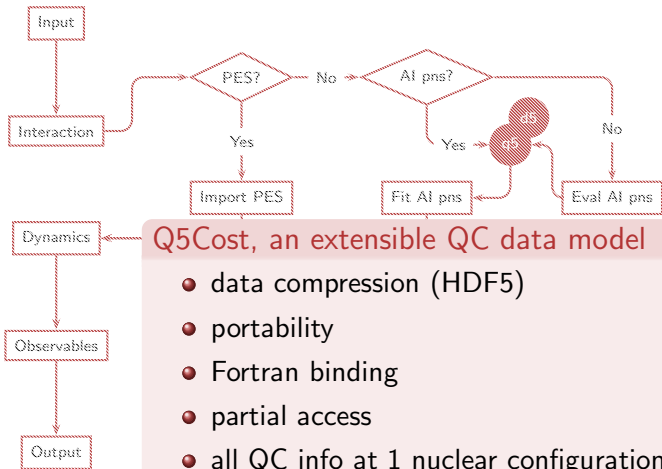 Input
PES?
No
AI pns?
d5
q5
Interaction
Yes
Yes
No
Import PES
Fit AI pns
Eval AI pns
Dynamics
Q5Cost, an extensible QC data model
data compression (HDF5)
portability
Observables
Fortran binding
partial access
Output
all QC info at 1 nuclear configuration